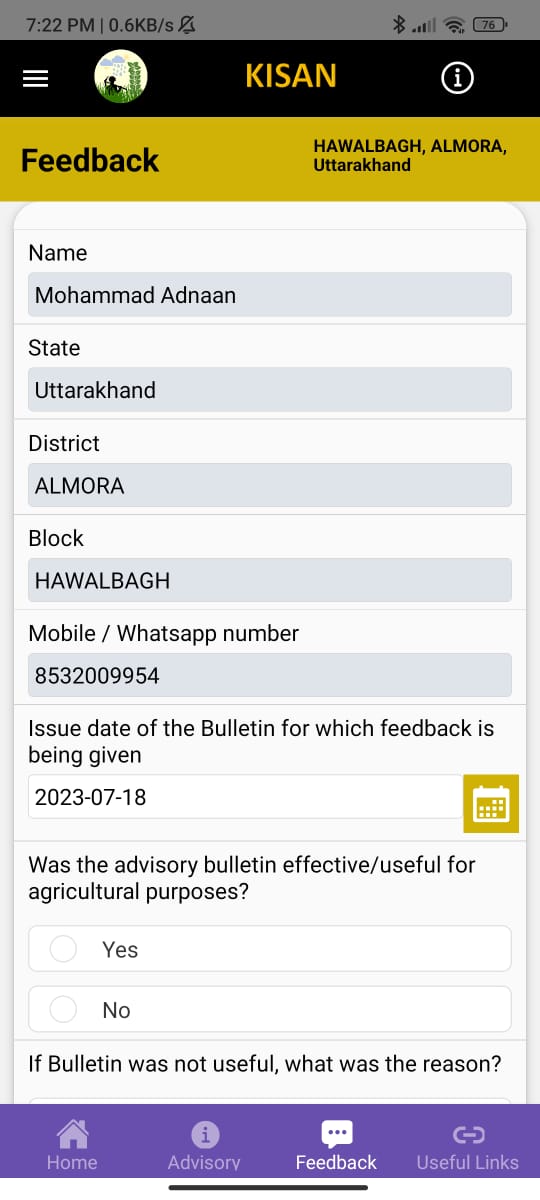 7:22 PM | 0.6KB/s
76
KISAN
Feedback
HAWALBAGH, ALMORA,
Uttarakhand
Name
Mohammad Adnaan
State
Uttarakhand
District
ALMORA
Block
HAWALBAGH
Mobile / Whatsapp number
8532009954
Issue date of the Bulletin for which feedback is
being given
2023-07-18
Was the advisory bulletin effective/useful for
agricultural purposes?
Yes
No
If Bulletin was not useful, what was the reason?
Home
Advisory
Feedback
Useful Links